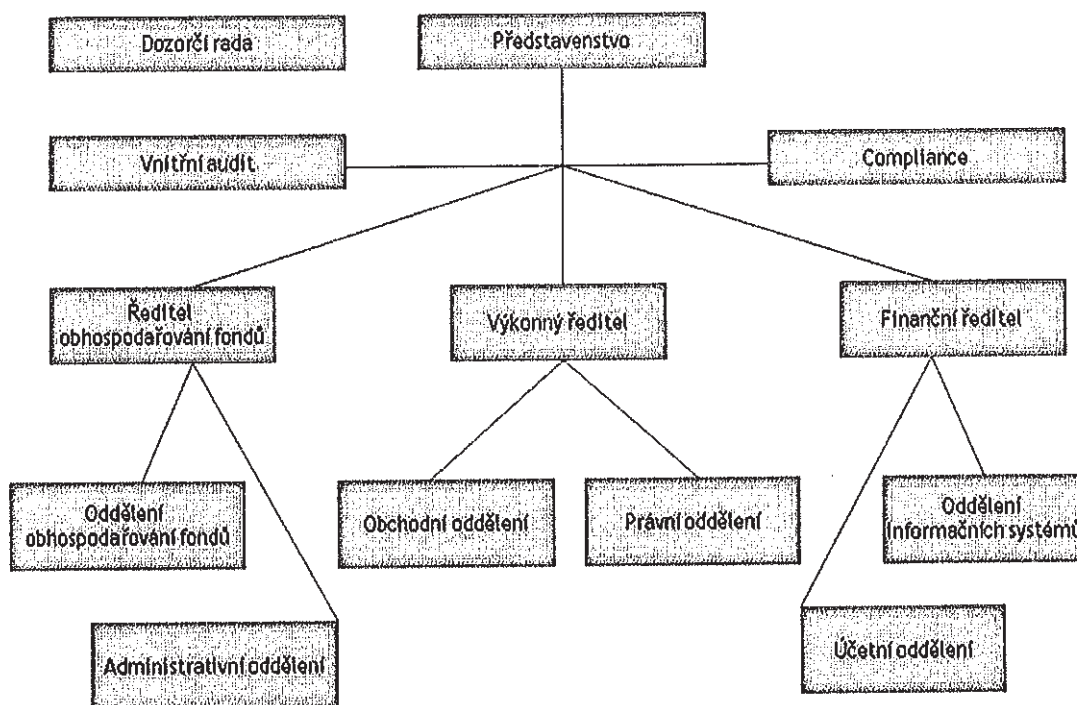 Dozorčí rada
Představenstvo
Vnitřní audit
Compliance
Ředitel
obhospodařování fondů
Výkonný ředitel
Finanční ředitel
Oddělení
obhospodařování fondů
Obchodní oddělení
Právní oddělení
Oddělení
informačních systémů
Administrativní oddělení
Účetní oddělení